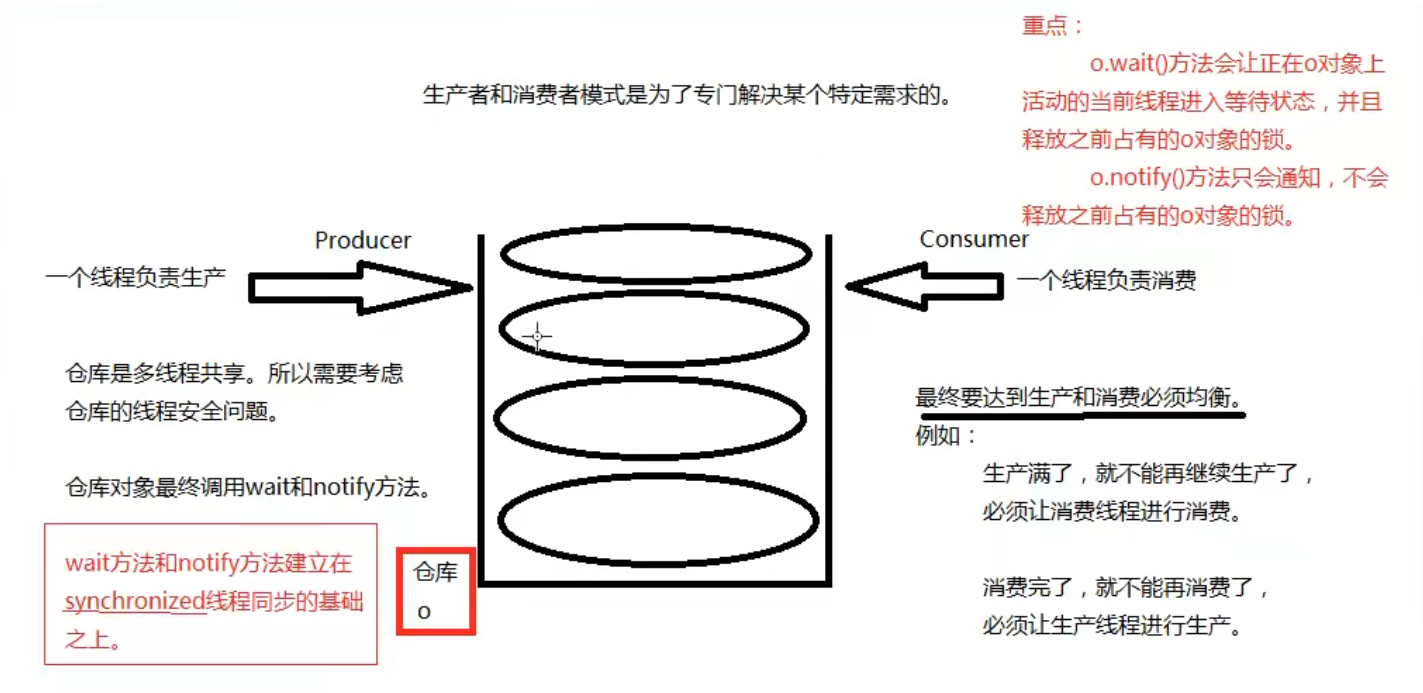 重点：
o.wait()方法会让正在o对象上
活动的当前线程进入等待状态，并且
释放之前占有的o对象的锁。
o.notify()方法只会通知，不会
释放之前占有的o对象的锁。
生产者和消费者模式是为了专门解决某个特定需求的。
Producer
一个线程负责生产
Consumer
一个线程负责消费
仓库是多线程共享。所以需要考虑
仓库的线程安全问题。
仓库对象最终调用wait和notify方法。
wait方法和notify方法建立在
synchronized线程同步的基础
之上。
仓库
o
最终要达到生产和消费必须均衡。
例如：
生产满了，就不能再继续生产了，
必须让消费线程进行消费。
消费完了，就不能再消费了，
必须让生产线程进行生产。